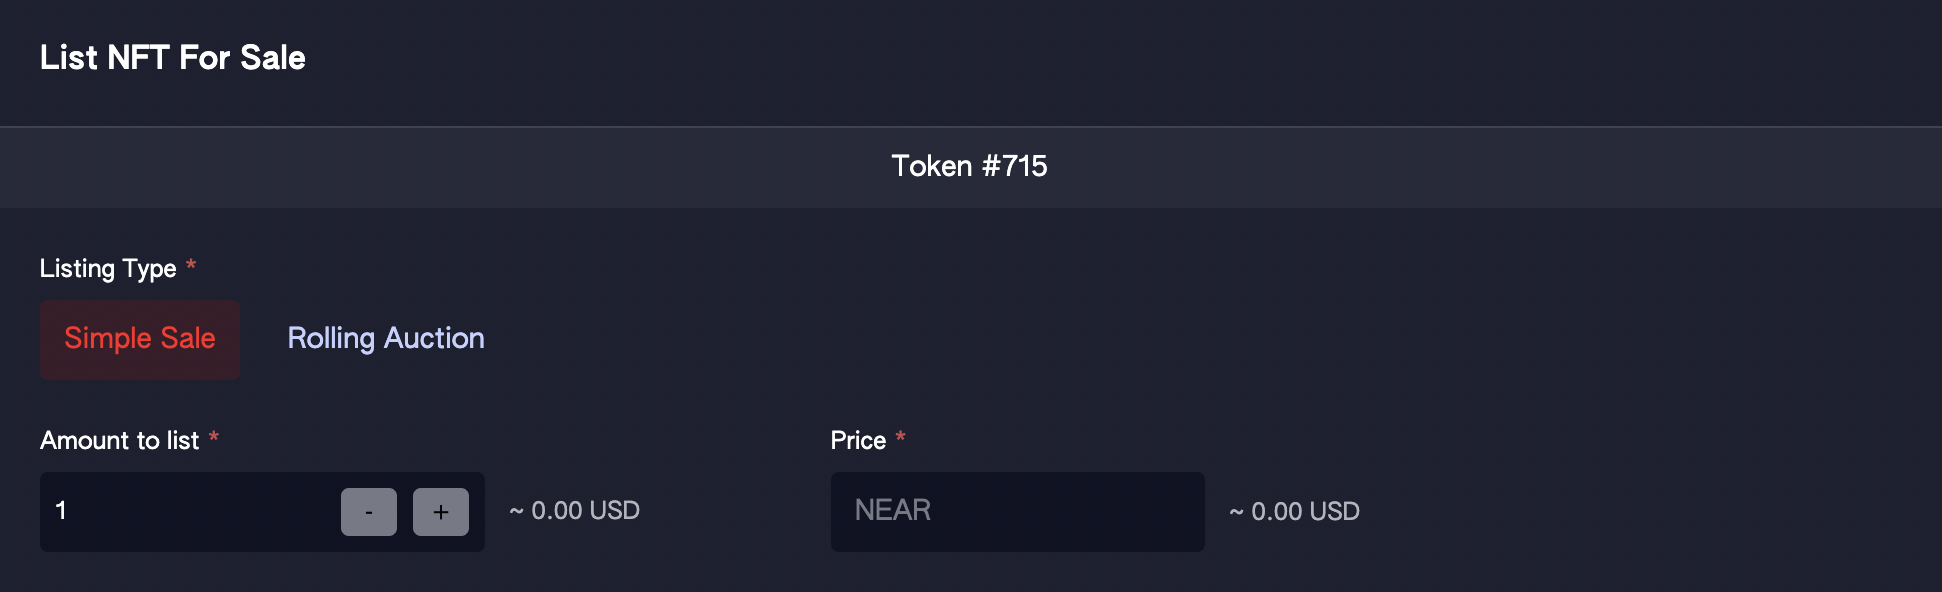 List NFT For Sale
Token #715
Listing Type *
Simple Sale Rolling Auction
Amount to list * Price *
1 - + ~ 0.00 USD NEAR ~ 0.00 USD